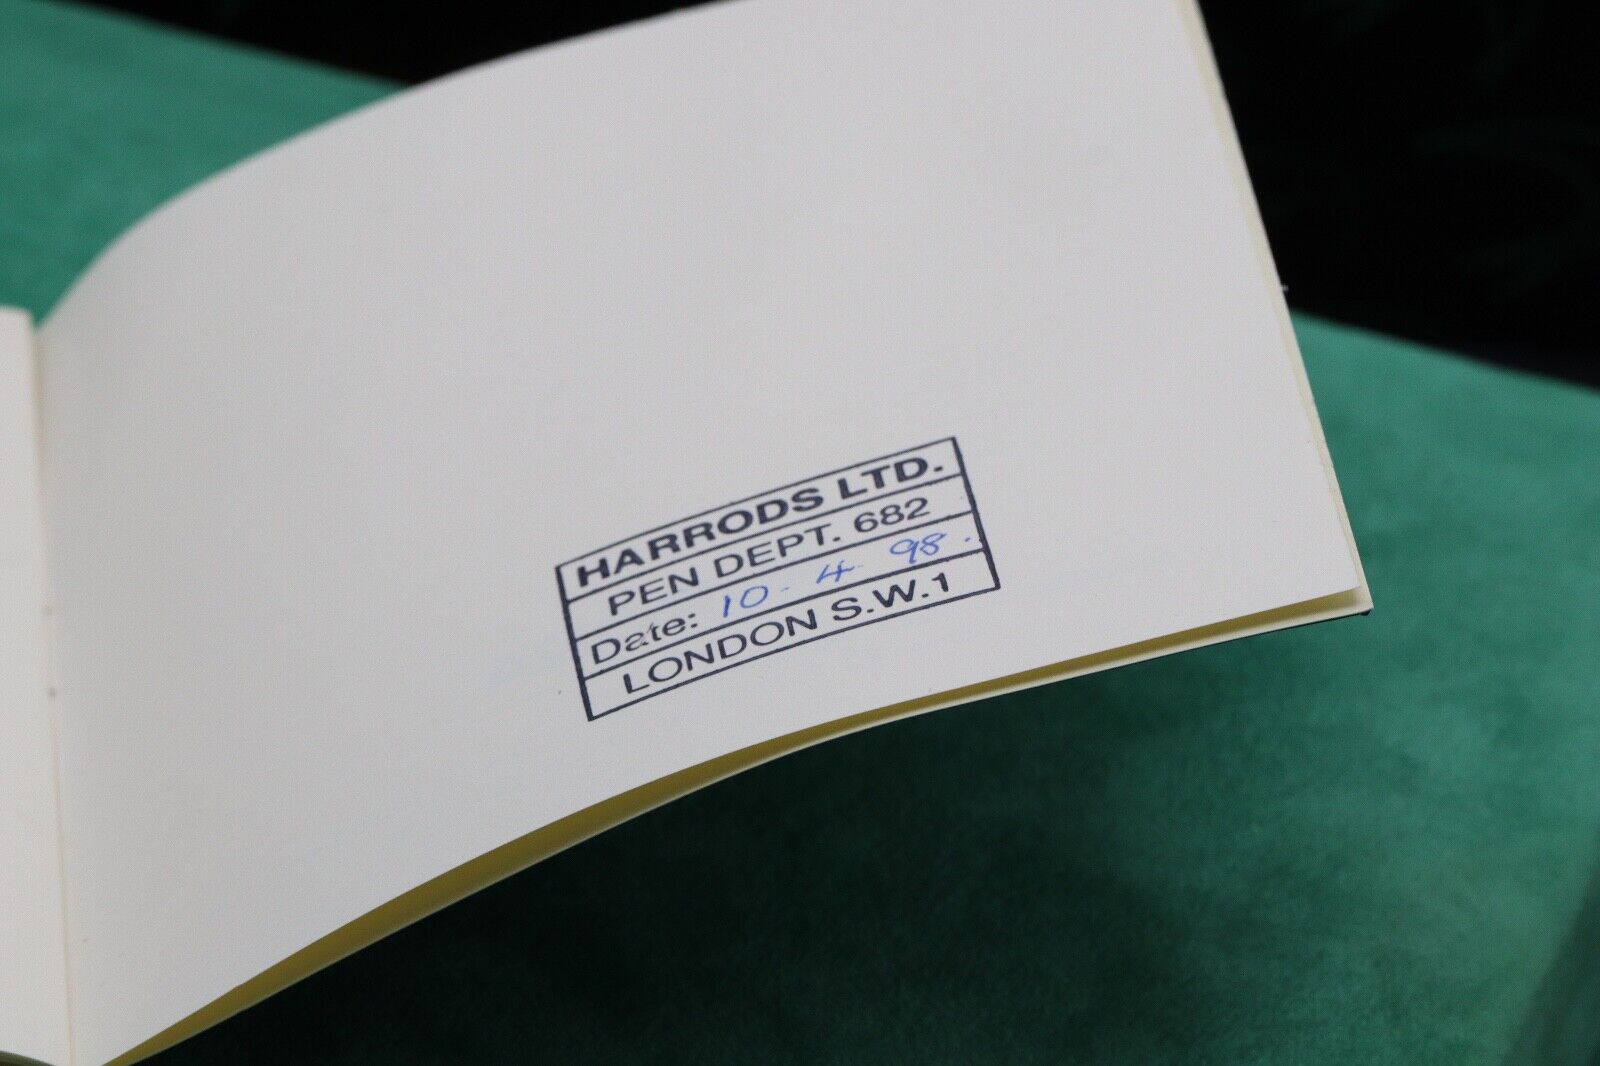 HARRODS LTD.
PEN DEPT. 682
Date: 10-4-98.
LONDON S.W.1